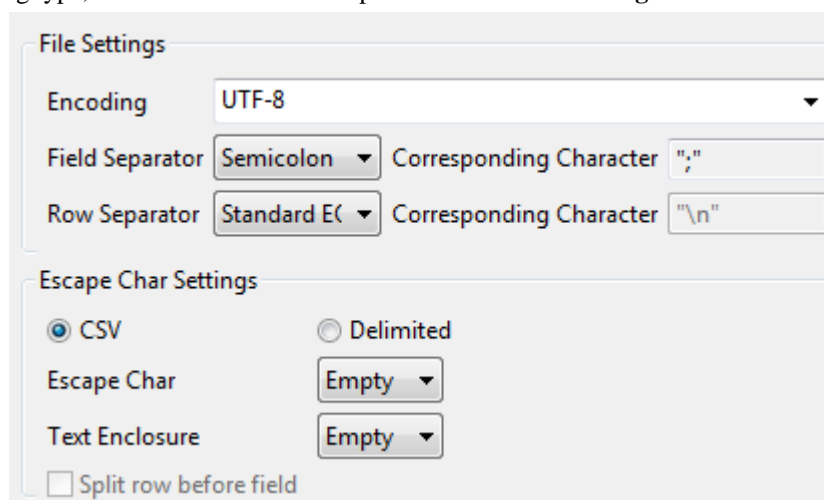 File Settings
Encoding UTF-8
Field Separator Semicolon Corresponding Character ";"
Row Separator Standard E( Corresponding Character "\n"
Escape Char Settings
CSV Delimited
Escape Char Empty
Text Enclosure Empty
Split row before field